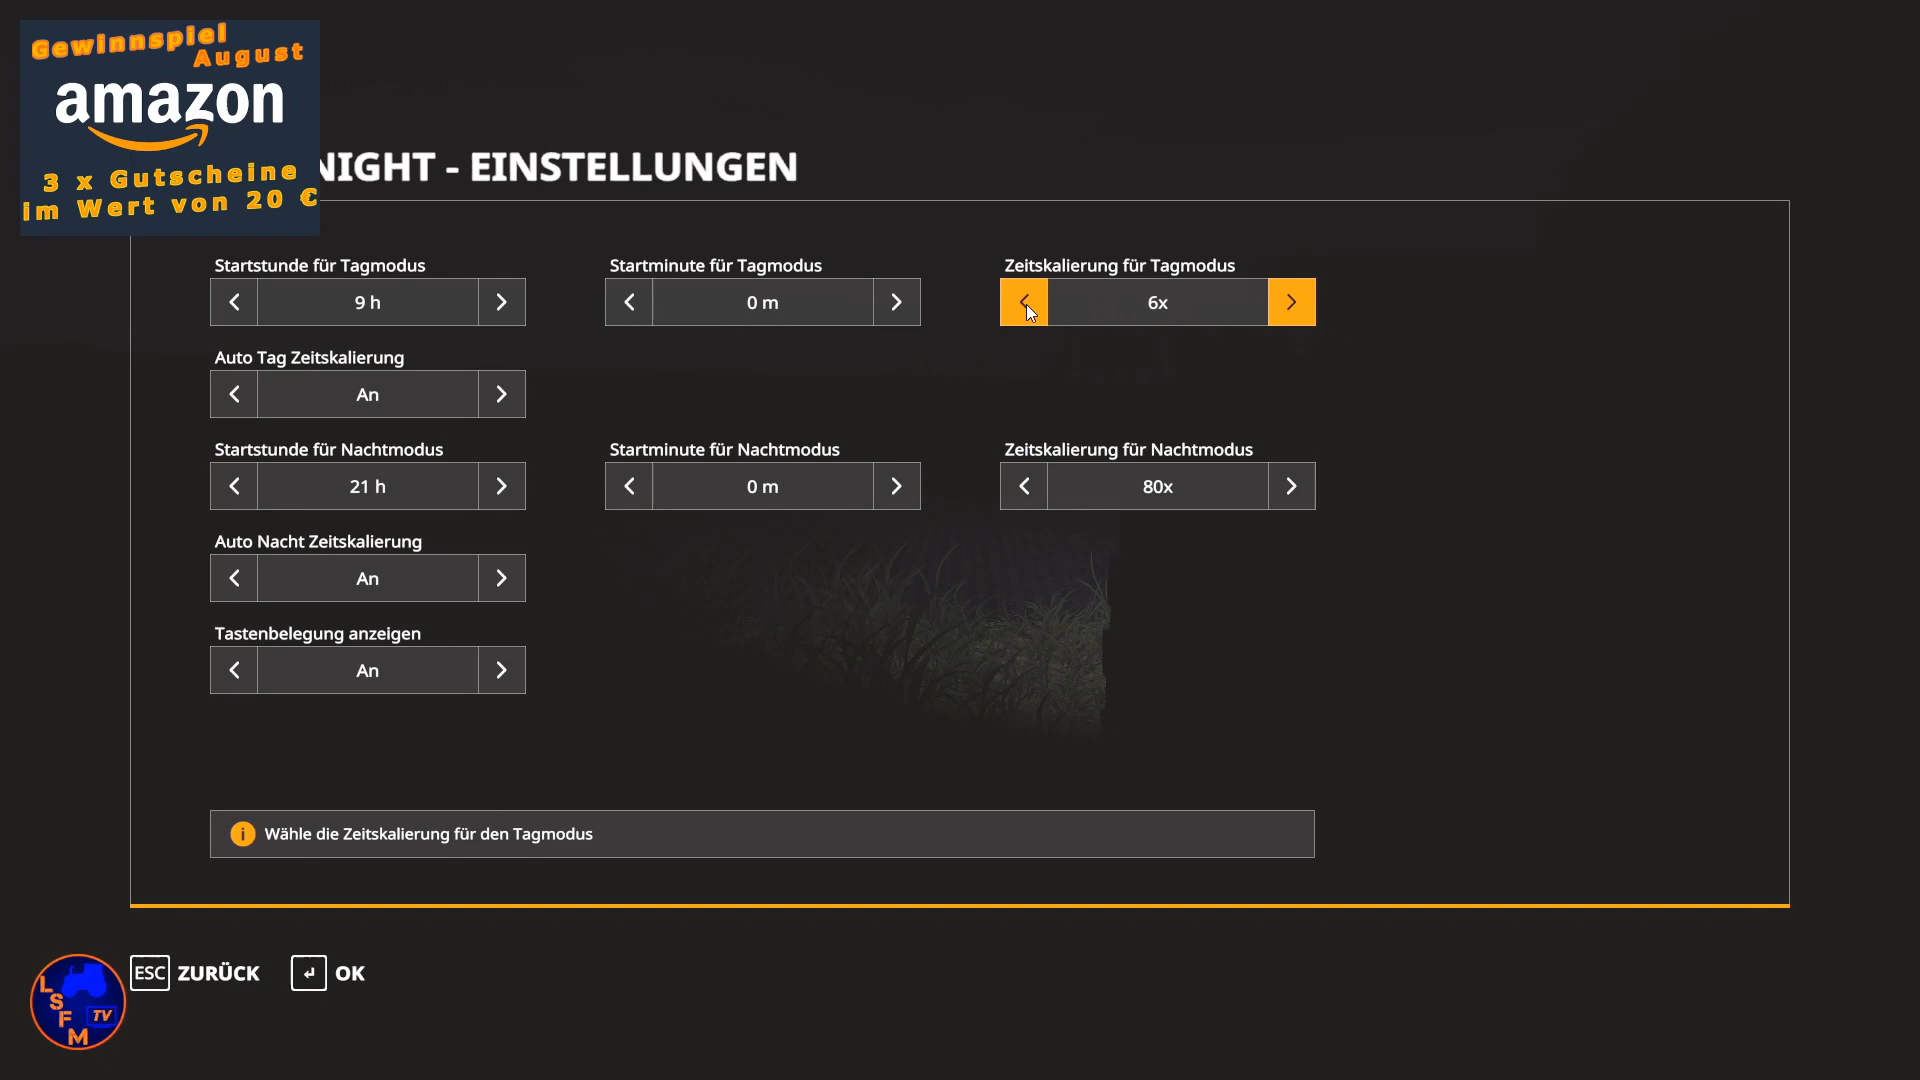 Gewinnspiel
August
amazon
3 x Gutscheine
im Wert von 20 €
NIGHT - EINSTELLUNGEN
Startstunde für Tagmodus
9 h
Startminute für Tagmodus
0 m
Zeitskalierung für Tagmodus
6x
Auto Tag Zeitskalierung
An
Startstunde für Nachtmodus
21 h
Startminute für Nachtmodus
0 m
Zeitskalierung für Nachtmodus
80x
Auto Nacht Zeitskalierung
An
Tastenbelegung anzeigen
An
i Wähle die Zeitskalierung für den Tagmodus
ESC ZURÜCK
OK
LSFM TV